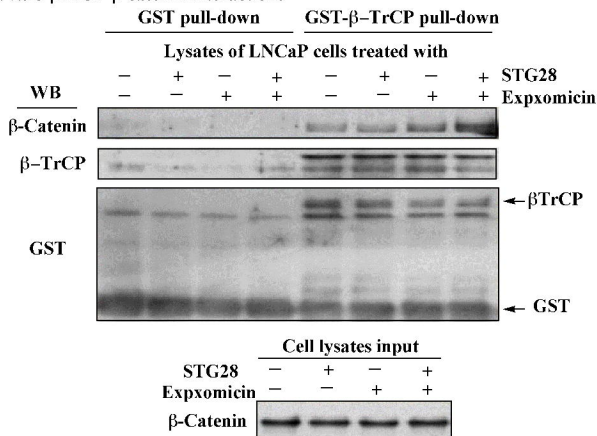 GST pull-down GST-β–TrCP pull-down
Lysates of LNCaP cells treated with
– + – – – + – + STG28
WB – – + + – – + + Expxomicin
β-Catenin
β–TrCP
βTrCP
GST
GST
Cell lysates input
STG28 – + – +
Expxomicin – – + +
β-Catenin